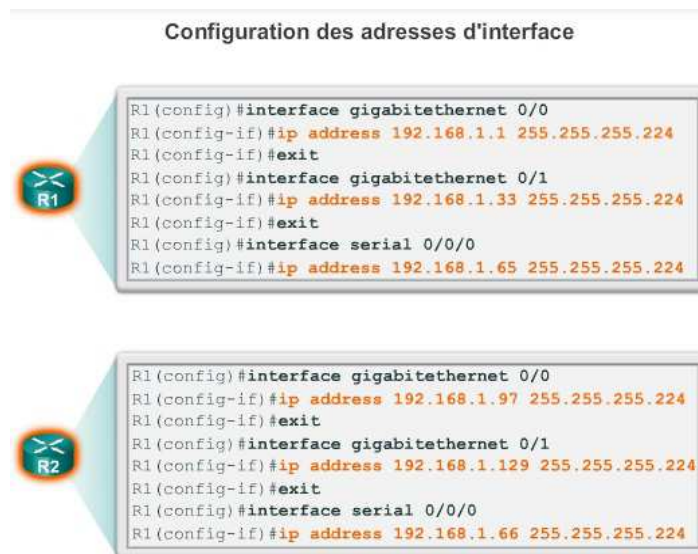 Configuration des adresses d'interface
R1(config)#interface gigabitethernet 0/0
R1(config-if)#ip address 192.168.1.1 255.255.255.224
R1(config-if)#exit
R1(config)#interface gigabitethernet 0/1
R1(config-if)#ip address 192.168.1.33 255.255.255.224
R1(config-if)#exit
R1(config)#interface serial 0/0/0
R1(config-if)#ip address 192.168.1.65 255.255.255.224
R1
R1(config)#interface gigabitethernet 0/0
R1(config-if)#ip address 192.168.1.97 255.255.255.224
R1(config-if)#exit
R1(config)#interface gigabitethernet 0/1
R1(config-if)#ip address 192.168.1.129 255.255.255.224
R1(config-if)#exit
R1(config)#interface serial 0/0/0
R1(config-if)#ip address 192.168.1.66 255.255.255.224
R2